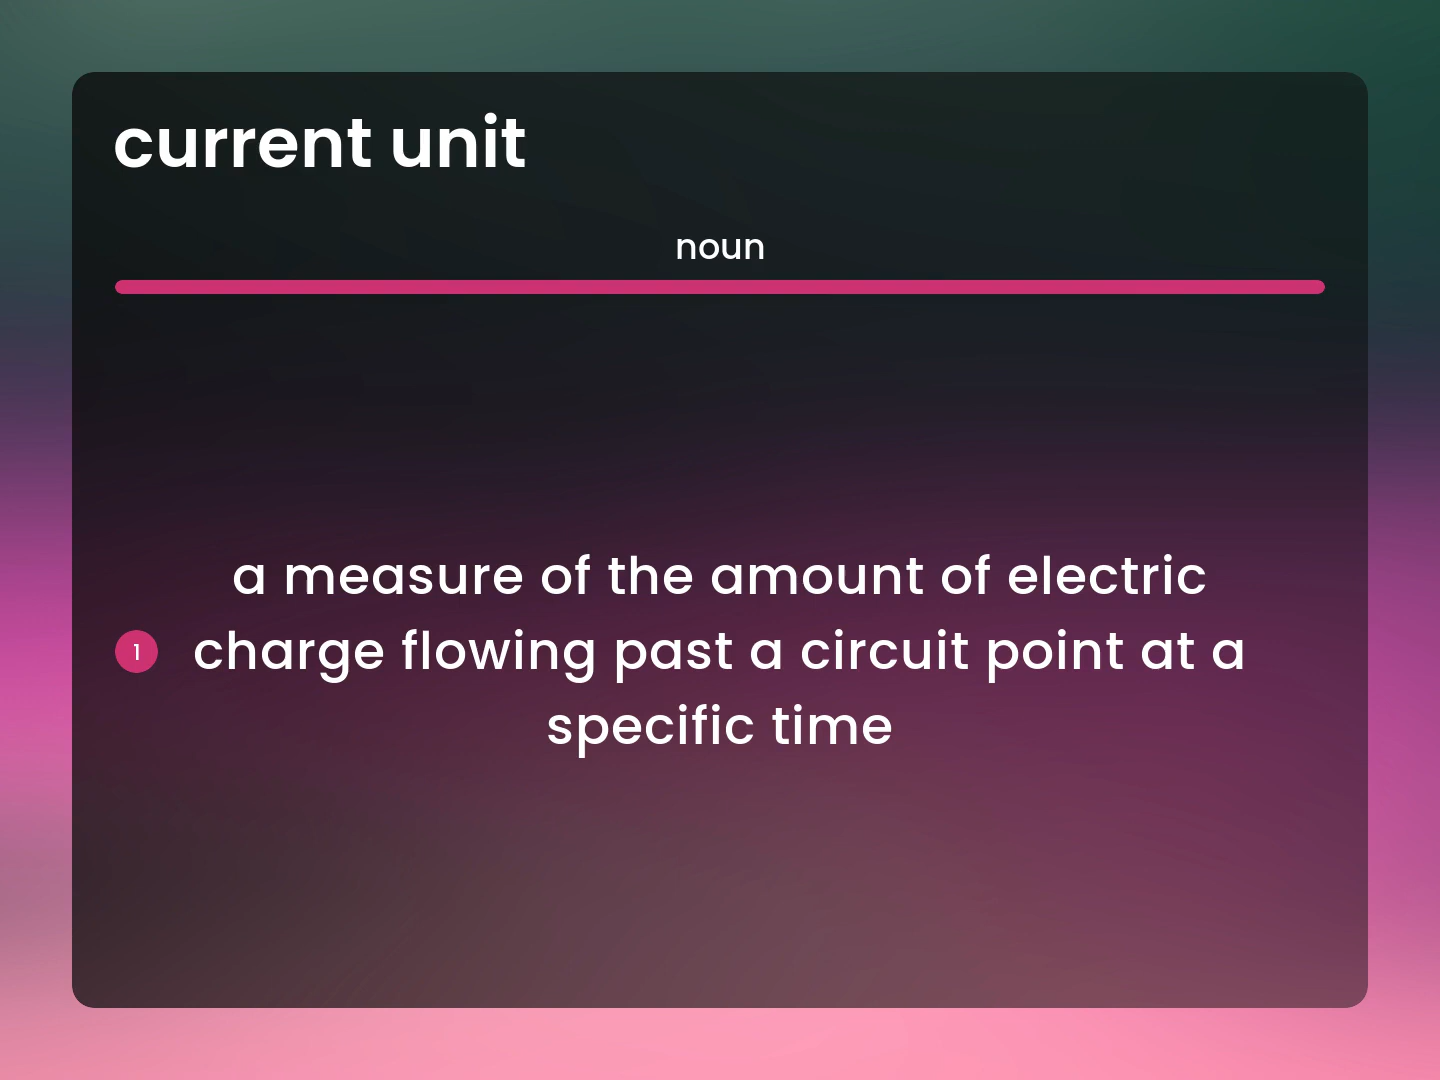 current unit
noun
a measure of the amount of electric
1 charge flowing past a circuit point at a
specific time